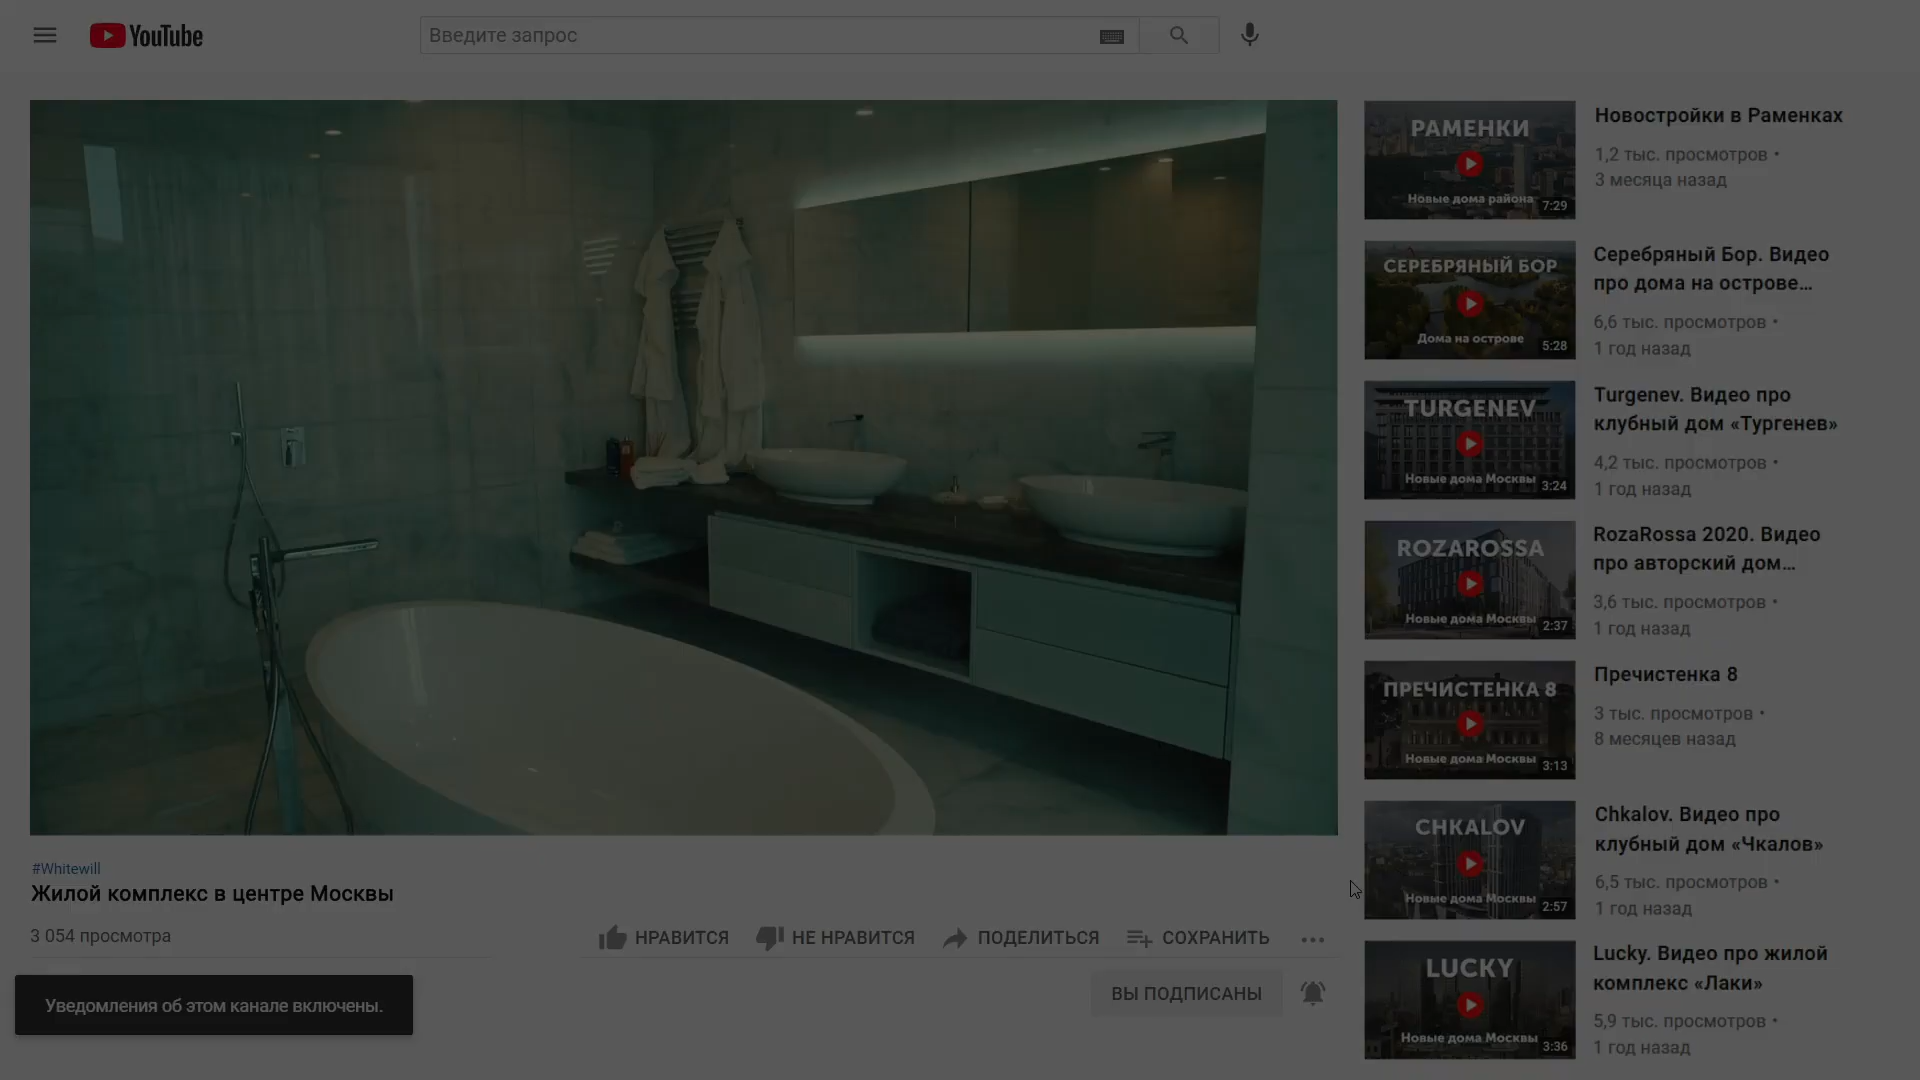 YouTube
Введите запрос
#Whitewill
Жилой комплекс в центре Москвы
3 054 просмотра
НРАВИТСЯ
НЕ НРАВИТСЯ
ПОДЕЛИТЬСЯ
СОХРАНИТЬ
Уведомления об этом канале включены.
ВЫ ПОДПИСАНЫ
РАМЕНКИ
Новые дома района
7:29
Новостройки в Раменках
1,2 тыс. просмотров •
3 месяца назад
СЕРЕБРЯНЫЙ БОР
Дома на острове
5:28
Серебряный Бор. Видео
про дома на острове...
6,6 тыс. просмотров •
1 год назад
TURGENEV
Новые дома Москвы
3:24
Turgenev. Видео про
клубный дом «Тургенев»
4,2 тыс. просмотров •
1 год назад
ROZAROSSA
Новые дома Москвы
2:37
RozaRossa 2020. Видео
про авторский дом...
3,6 тыс. просмотров •
1 год назад
ПРЕЧИСТЕНКА 8
Новые дома Москвы
3:13
Пречистенка 8
3 тыс. просмотров •
8 месяцев назад
CHKALOV
Новые дома Москвы
2:57
Chkalov. Видео про
клубный дом «Чкалов»
6,5 тыс. просмотров •
1 год назад
LUCKY
Новые дома Москвы
3:36
Lucky. Видео про жилой
комплекс «Лаки»
5,9 тыс. просмотров •
1 год назад